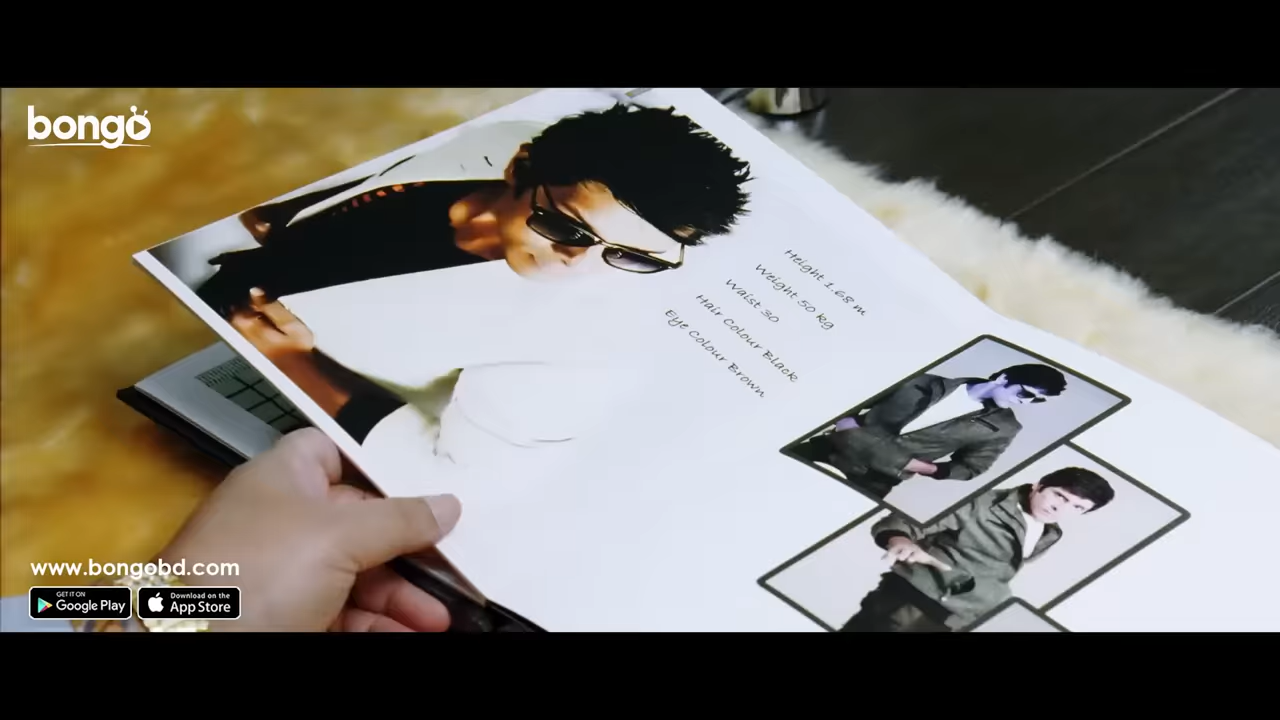 bongo
Height 1.68 m
Weight 50 kg
Waist 30
Hair Colour Black
Eye Colour Brown
www.bongobd.com
GET IT ON
Google Play
Download on the
App Store